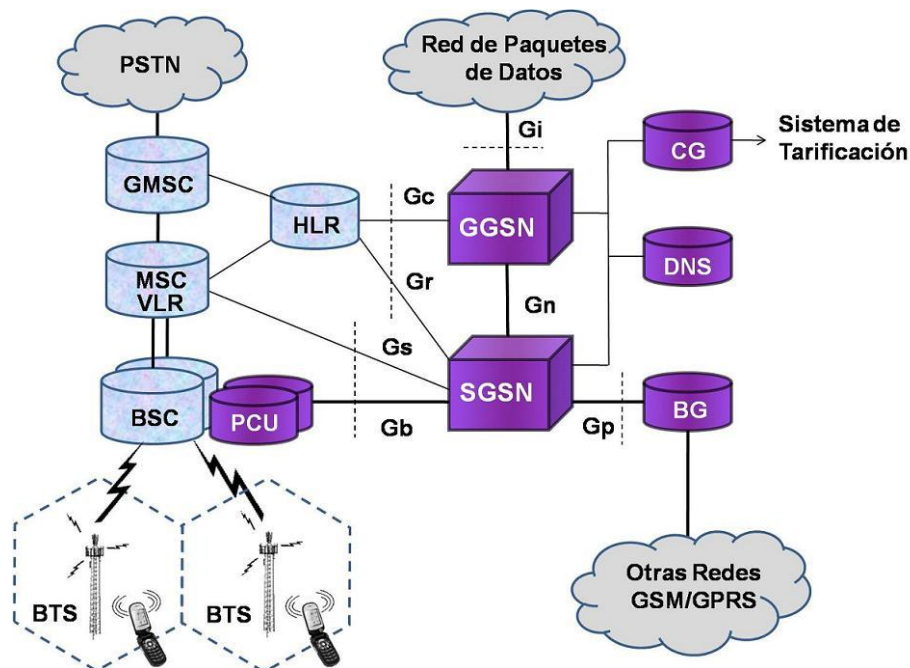 PSTN
Red de Paquetes
de Datos
Gi
CG
Sistema de
Tarificación
GMSC
HLR
Gc
GGSN
DNS
MSC
VLR
Gr
Gn
Gs
SGSN
BSC
PCU
Gb
Gp
BG
BTS
BTS
Otras Redes
GSM/GPRS